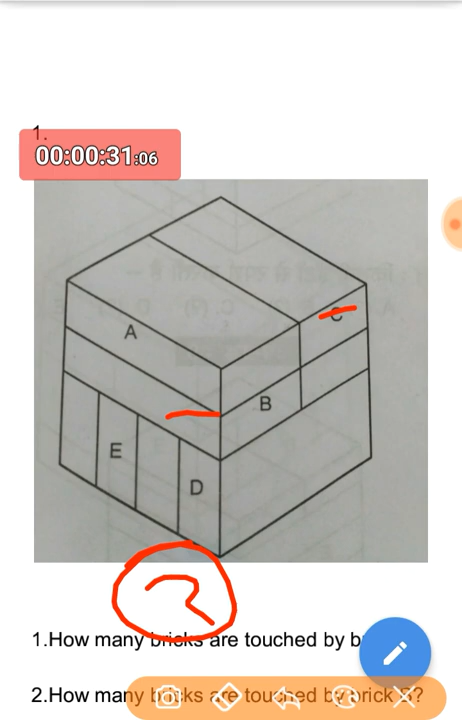 1.
00:00:31:06
A
C
B
E
D
1.How many bricks are touched by
2.How many bricks are touched by brick